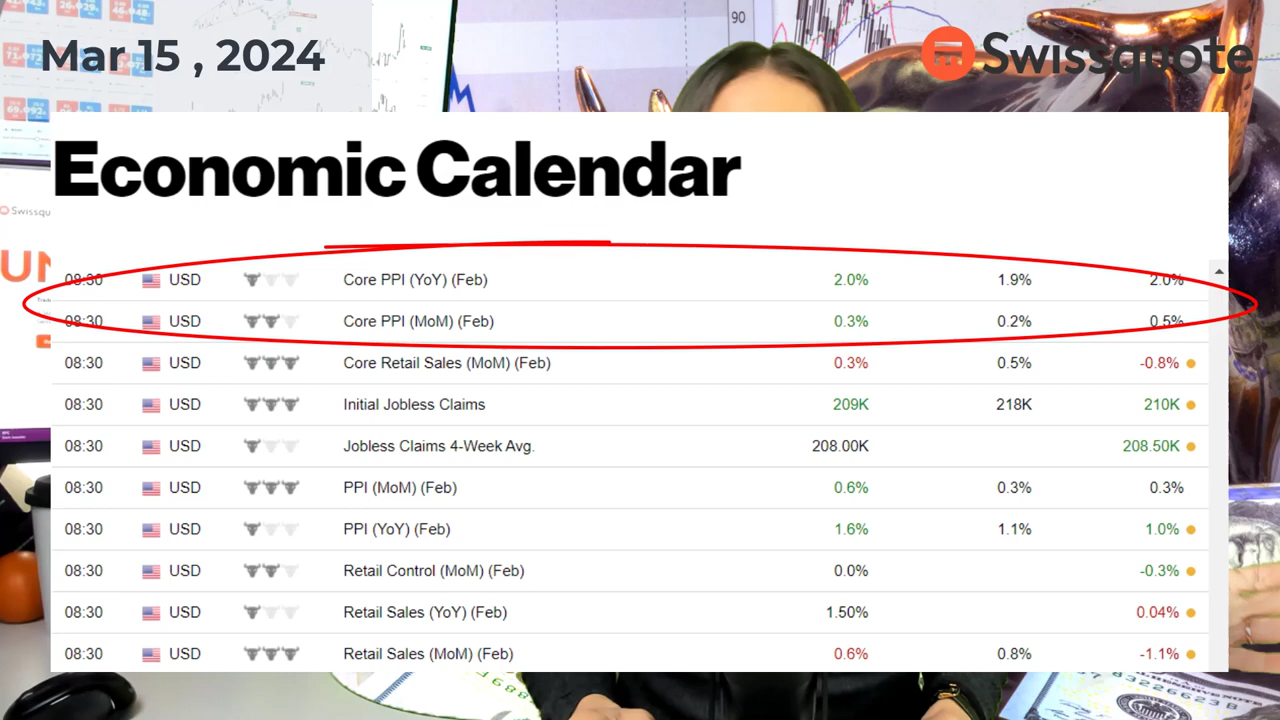 Mar 15 , 2024
Swissquote
90
Economic Calendar
Swissqu
UN
08:30 USD Core PPI (YoY) (Feb) 2.0% 1.9% 2.0%
08:30 USD Core PPI (MoM) (Feb) 0.3% 0.2% 0.5%
08:30 USD Core Retail Sales (MoM) (Feb) 0.3% 0.5% -0.8%
08:30 USD Initial Jobless Claims 209K 218K 210K
08:30 USD Jobless Claims 4-Week Avg. 208.00K 208.50K
08:30 USD PPI (MoM) (Feb) 0.6% 0.3% 0.3%
08:30 USD PPI (YoY) (Feb) 1.6% 1.1% 1.0%
08:30 USD Retail Control (MoM) (Feb) 0.0% -0.3%
08:30 USD Retail Sales (YoY) (Feb) 1.50% 0.04%
08:30 USD Retail Sales (MoM) (Feb) 0.6% 0.8% -1.1%